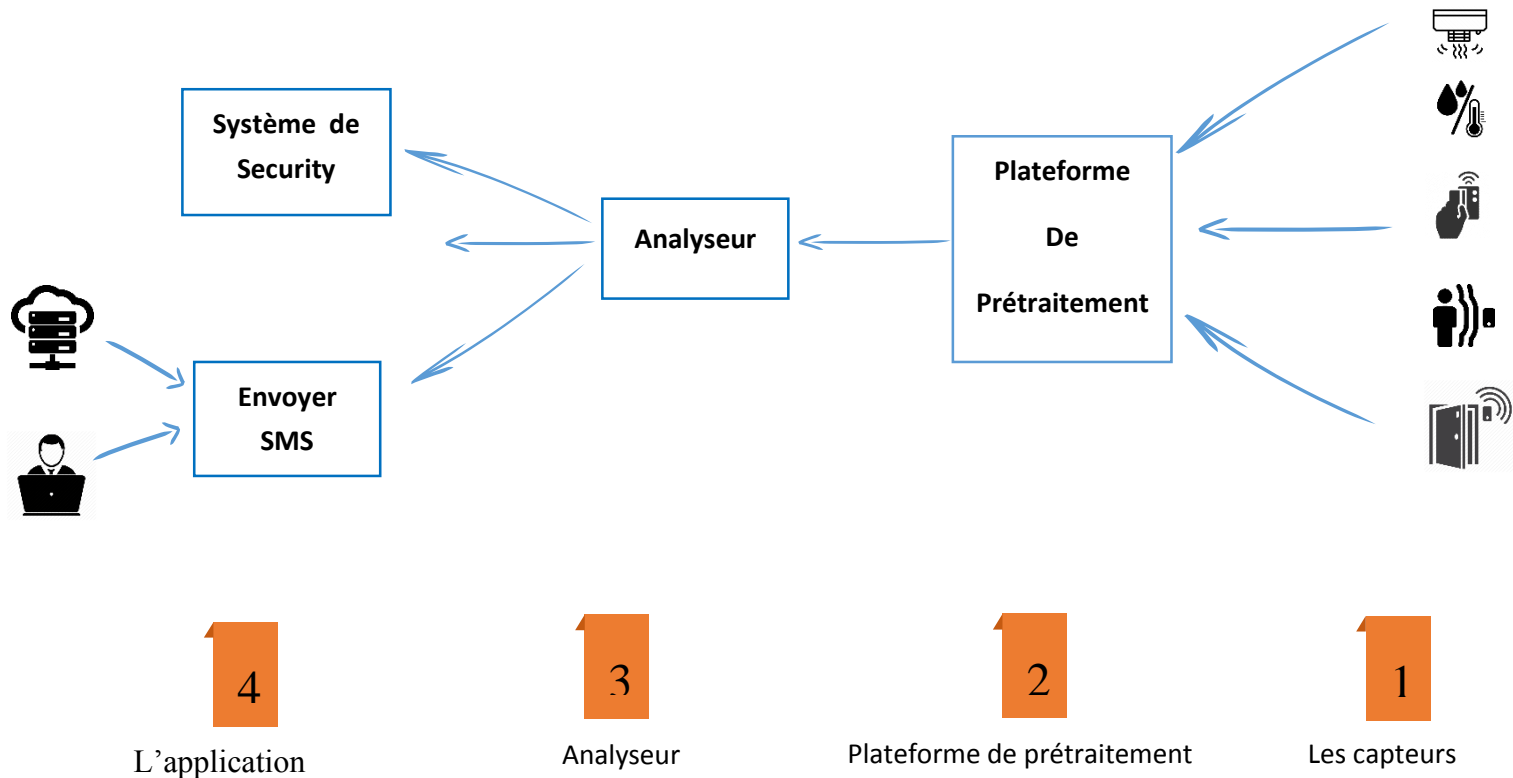 Système de
Security
Analyseur
Plateforme
De
Prétraitement
Envoyer
SMS
4
3
2
1
L’application
Analyseur
Plateforme de prétraitement
Les capteurs